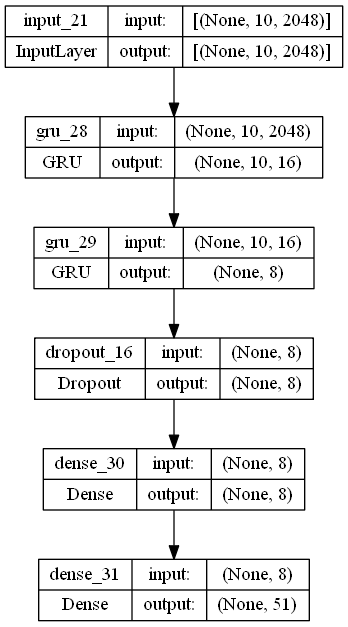 input_21 input: [(None, 10, 2048)]
InputLayer output: [(None, 10, 2048)]
gru_28 input: (None, 10, 2048)
GRU output: (None, 10, 16)
gru_29 input: (None, 10, 16)
GRU output: (None, 8)
dropout_16 input: (None, 8)
Dropout output: (None, 8)
dense_30 input: (None, 8)
Dense output: (None, 8)
dense_31 input: (None, 8)
Dense output: (None, 51)